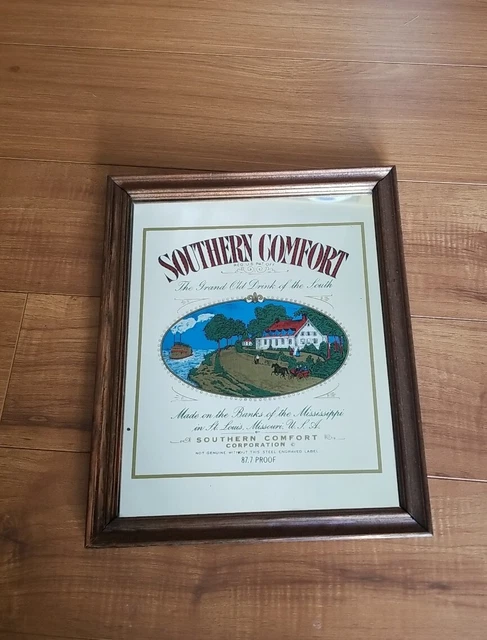 SOUTHERN COMFORT
The Grand Old Drink of the South
Made on the Banks of the Mississippi
in St. Louis, Missouri, U.S.A.
SOUTHERN COMFORT
CORPORATION ©
NOT GENUINE WITHOUT THIS STEEL ENGRAVED LABEL
87.7 PROOF